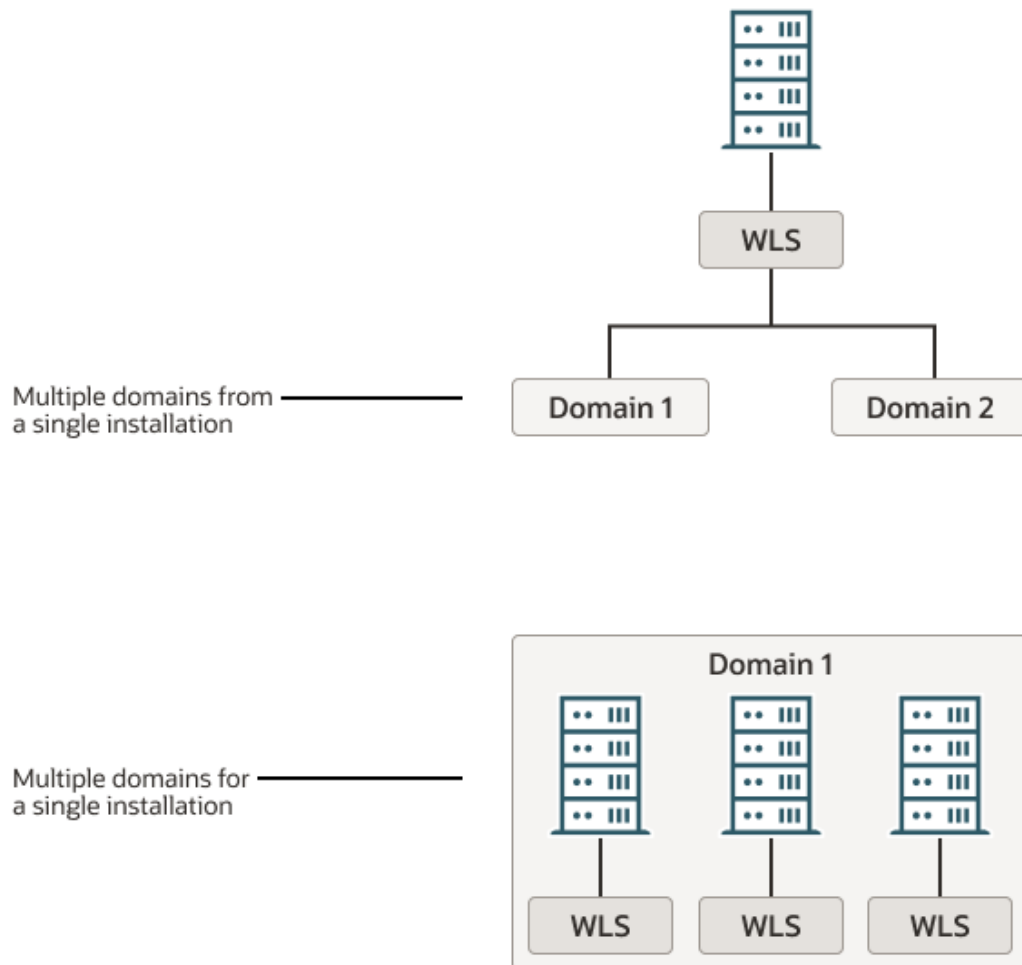 WLS
Multiple domains from
a single installation
Domain 1
Domain 2
Domain 1
Multiple domains for
a single installation
WLS
WLS
WLS